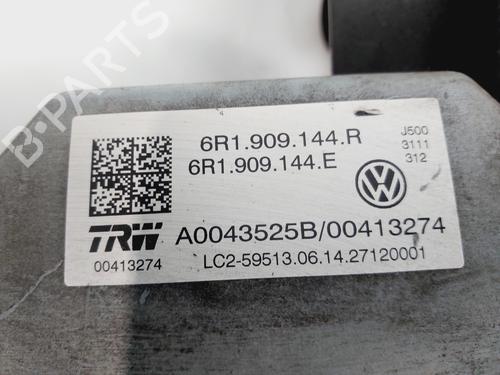 6R1.909.144.R
6R1.909.144.E
J500
3111
312
TRW
A0043525B/00413274
00413274
LC2-59513.06.14.27120001
B-PARTS